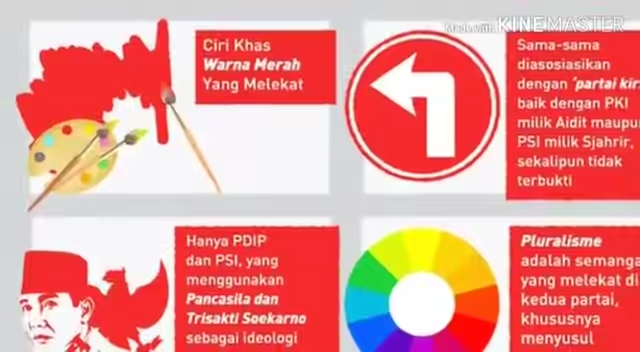 Made with KINEMASTER
Ciri Khas
Warna Merah
Yang Melekat
Sama-sama
diasosiasikan
dengan "partai kiri
baik dengan PKI
milik Aidit maupu
PSI milik Sjahrir,
sekalipun tidak
terbukti
Hanya PDIP
dan PSI, yang
menggunakan
Pancasila dan
Trisakti Soekarno
sebagai ideologi
Pluralisme
adalah semanga
yang melekat di
kedua partai,
khususnya
menyusul